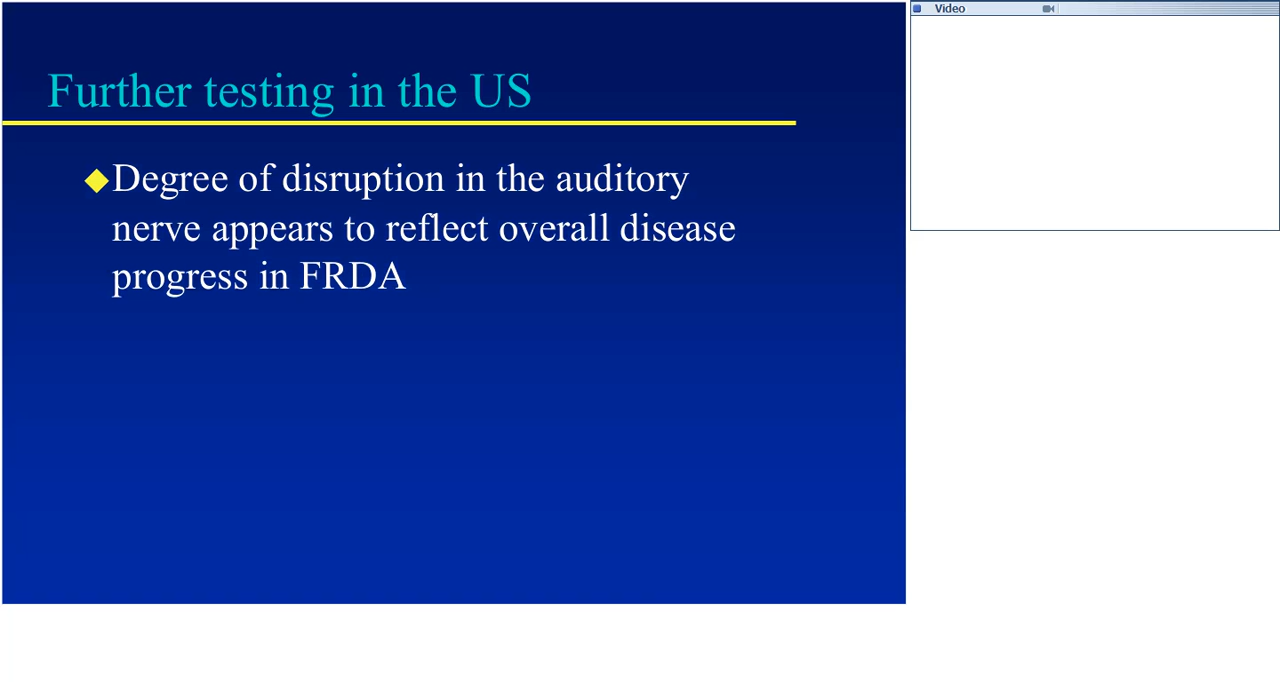 Further testing in the US
Degree of disruption in the auditory
nerve appears to reflect overall disease
progress in FRDA
Video